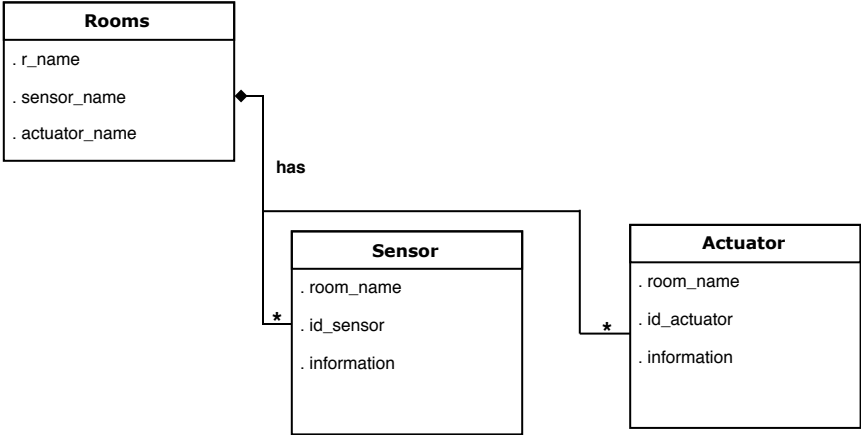 Rooms
. r_name
. sensor_name
. actuator_name
has
Sensor
. room_name
* . id_sensor
. information
Actuator
. room_name
* . id_actuator
. information